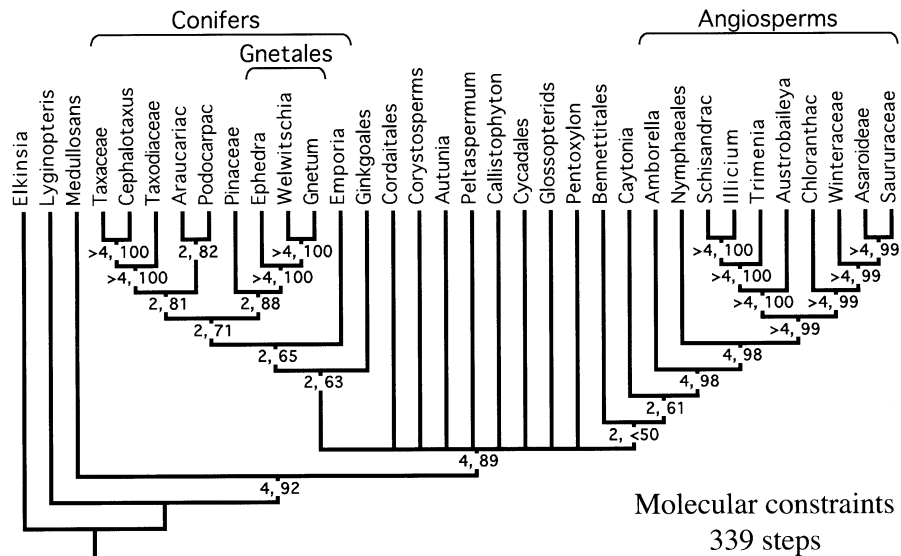 Conifers
Angiosperms
Gnetales
Elkinsia
Lyginopteris
Medullosans
Taxaceae
Cephalotaxus
Taxodiaceae
Araucariac
Podocarpac
Pinaceae
Ephedra
Welwitschia
Gnetum
Emporia
Ginkgoales
Cordaitales
Corystosperms
Autunia
Peltaspermum
Callistophyton
Cycadales
Glossopterids
Pentoxylon
Bennettitales
Caytonia
Amborella
Nymphaeales
Schisandrac
Illicium
Trimenia
Austrobaileya
Chloranthac
Winteraceae
Asaroideae
Saururaceae
>4, 100
2, 82
>4, 100
>4, 100
>4, 99
>4, 100
>4, 100
>4, 100
>4, 99
2, 81
2, 88
>4, 100
>4, 99
2, 71
>4, 99
2, 65
4, 98
2, 63
4, 98
2, 61
2, <50
4, 89
4, 92
Molecular constraints
339 steps